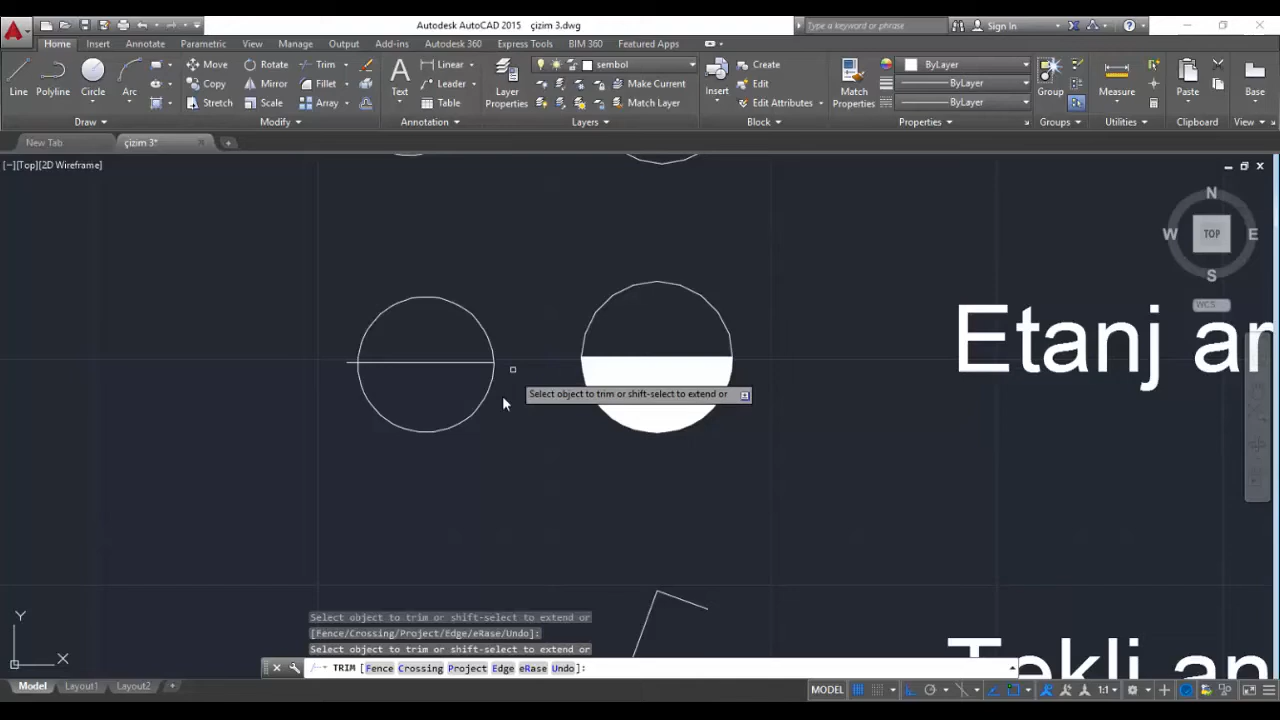 Autodesk AutoCAD 2015 çizim 3.dwg
Type a keyword or phrase
Sign In
Home Insert Annotate Parametric View Manage Output Add-ins Autodesk 360 Express Tools BIM 360 Featured Apps
Line Polyline Circle Arc
Move Rotate Trim
Copy Mirror Fillet
Stretch Scale Array
Text
Linear
Leader
Table
Layer Properties
sembol
Make Current
Match Layer
Insert
Create
Edit
Edit Attributes
Match Properties
ByLayer
ByLayer
ByLayer
Group
Measure
Paste
Base
Draw Modify Annotation Layers Block Properties Groups Utilities Clipboard View
New Tab çizim 3*
[−][Top][2D Wireframe]
N
W TOP E
S
WCS
Etanj an
Select object to trim or shift-select to extend or
Y
X
Select object to trim or shift-select to extend or
[Fence/Crossing/Project/Edge/eRase/Undo]:
Select object to trim or shift-select to extend or
TRIM [Fence Crossing Project Edge eRase Undo]:
Tekli an
Model Layout1 Layout2
MODEL 1:1